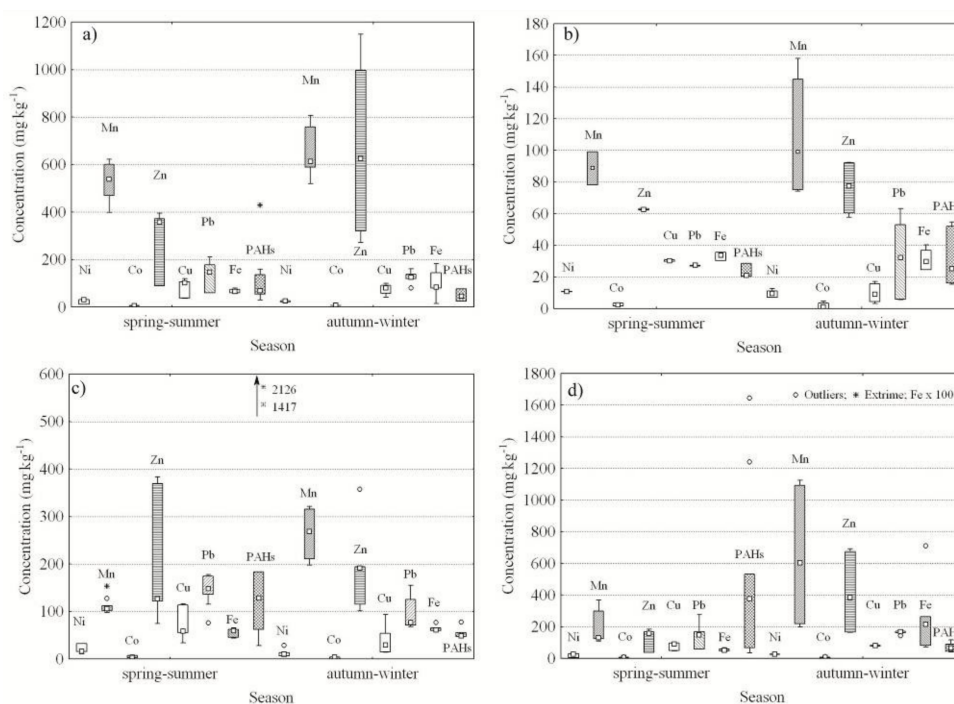 a)
Concentration (mg kg⁻¹)
1200
1000
800
600
400
200
0
Ni
Mn
Co
Zn
Cu
Pb
Fe
PAHs
Ni
Mn
Co
Zn
Cu
Pb
Fe
PAHs
spring-summer autumn-winter
Season
b)
Concentration (mg kg⁻¹)
180
160
140
120
100
80
60
40
20
0
Ni
Mn
Co
Zn
Cu
Pb
Fe
PAHs
Ni
Mn
Co
Zn
Cu
Pb
Fe
PAH
spring-summer autumn-winter
Season
c)
Concentration (mg kg⁻¹)
600
500
400
300
200
100
0
* 2126
¤ 1417
Ni
Mn
Co
Zn
Cu
Pb
Fe
PAHs
Ni
Mn
Co
Zn
Cu
Pb
Fe
PAHs
spring-summer autumn-winter
Season
d)
○ Outliers; * Extrime; Fe x 100
Concentration (mg kg⁻¹)
1800
1600
1400
1200
1000
800
600
400
200
0
Ni
Mn
Co
Zn
Cu
Pb
Fe
PAHs
Ni
Mn
Co
Zn
Cu
Pb
Fe
PAH
spring-summer autumn-winter
Season